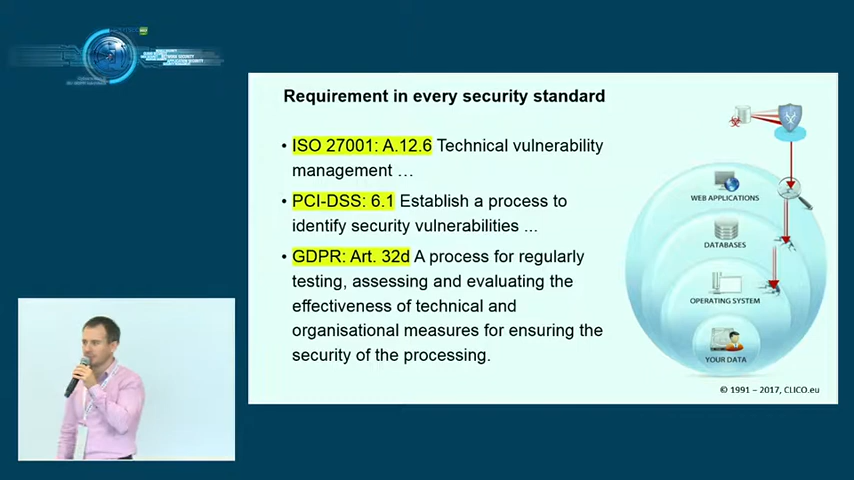 Requirement in every security standard
• ISO 27001: A.12.6 Technical vulnerability
management …
• PCI-DSS: 6.1 Establish a process to
identify security vulnerabilities ...
• GDPR: Art. 32d A process for regularly
testing, assessing and evaluating the
effectiveness of technical and
organisational measures for ensuring the
security of the processing.
WEB APPLICATIONS
DATABASES
OPERATING SYSTEM
YOUR DATA
© 1991 – 2017, CLICO.eu